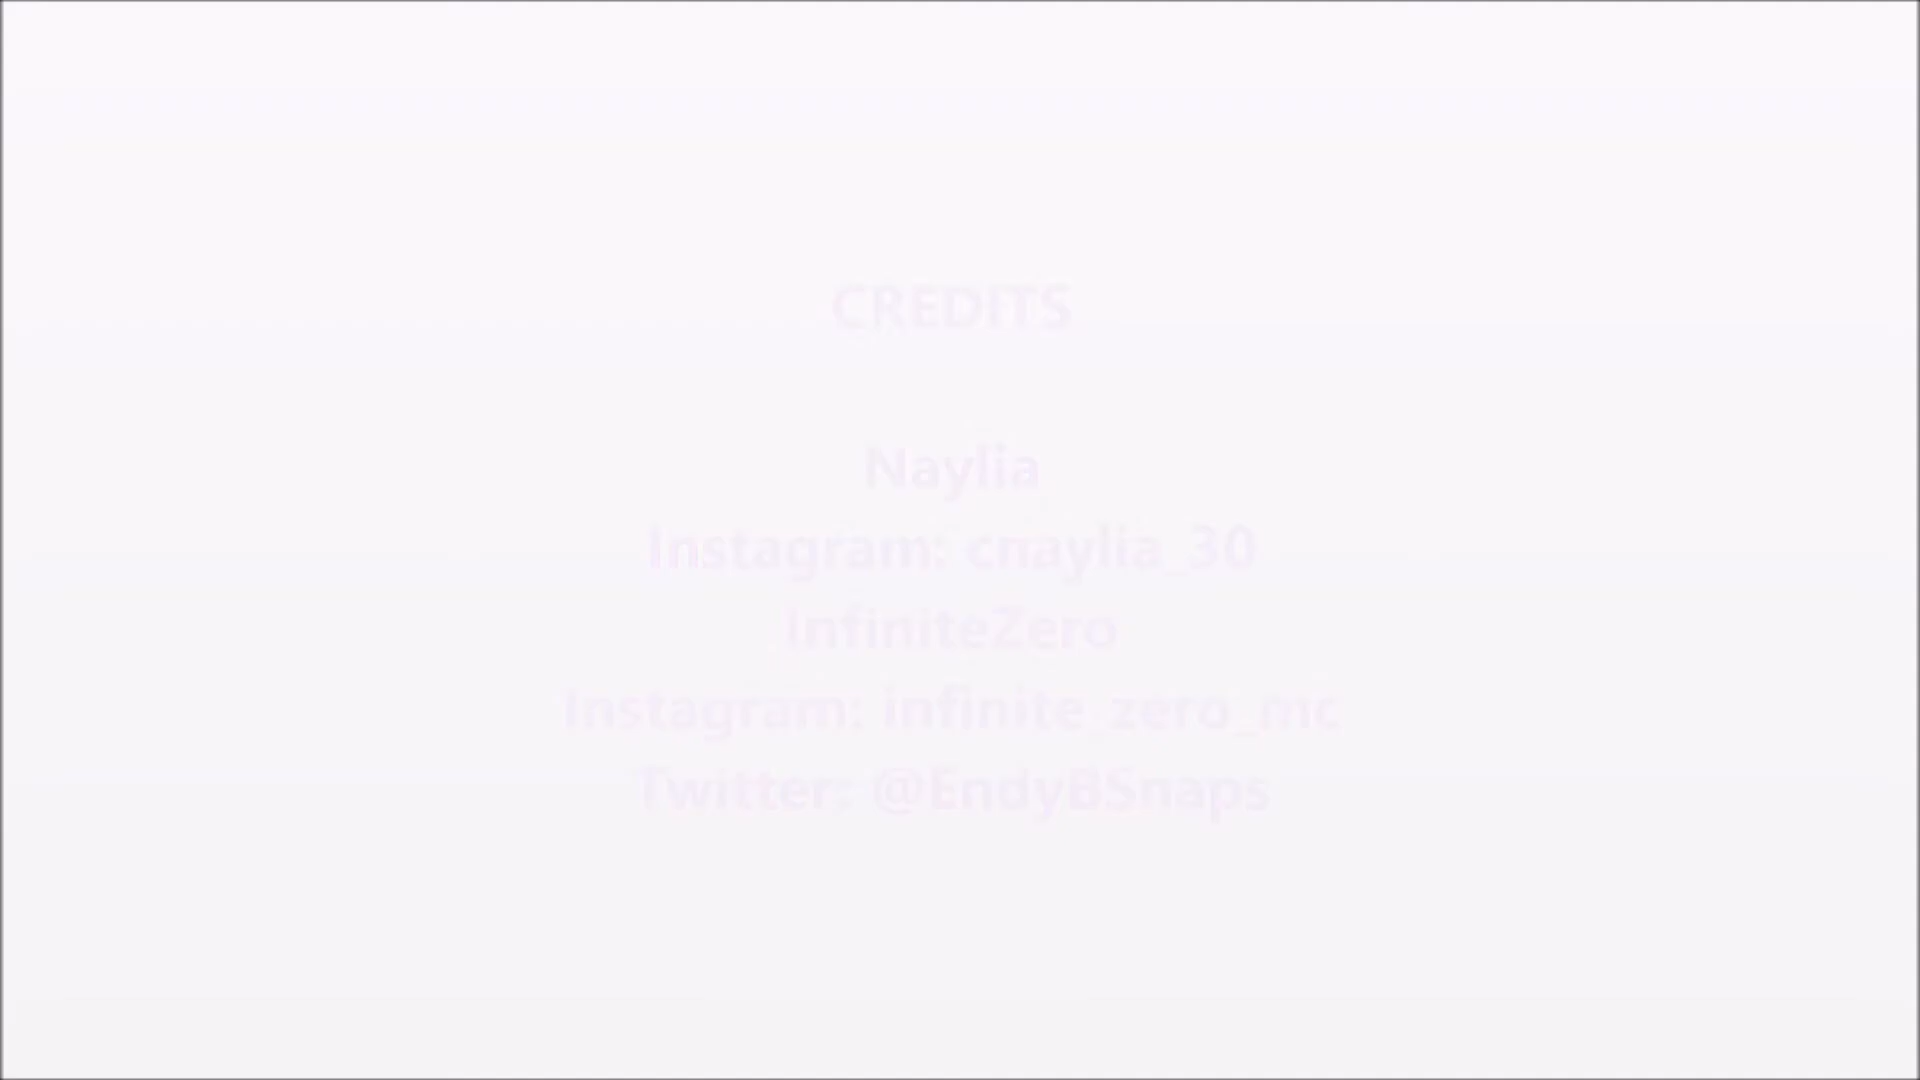 CREDITS
Naylia
Instagram: cnaylia_30
InfiniteZero
Instagram: infinite_zero_mc
Twitter: @EndyBSnaps